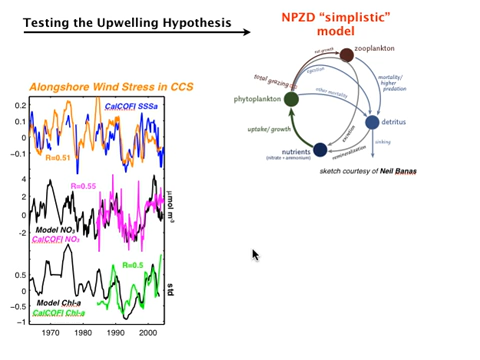 Testing the Upwelling Hypothesis
NPZD “simplistic”
model
Alongshore Wind Stress in CCS
CalCOFI SSSa
0.2
0.1
0
−0.1
R=0.51
R=0.55
4
2
0
-2
Model NO₃
CalCOFI NO₃
μmol m³
R=0.5
0.5
0
−0.5
−1
Model Chl-a
CalCOFI Chl-a
std
1970
1980
1990
2000
zooplankton
total grazing
egestion
mortality/
higher
predation
phytoplankton
other mortality
detritus
uptake/ growth
excretion
sinking
nutrients
(nitrate + ammonium)
remineralization
sketch courtesy of Neil Banas